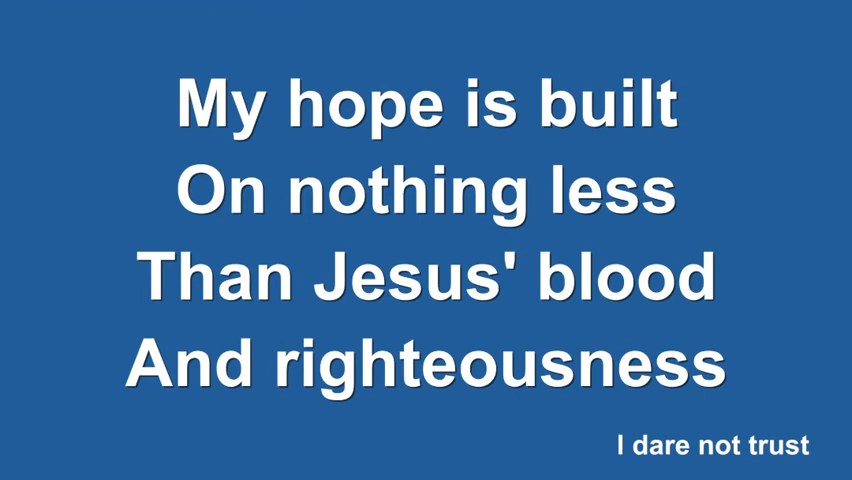 My hope is built
On nothing less
Than Jesus' blood
And righteousness
I dare not trust